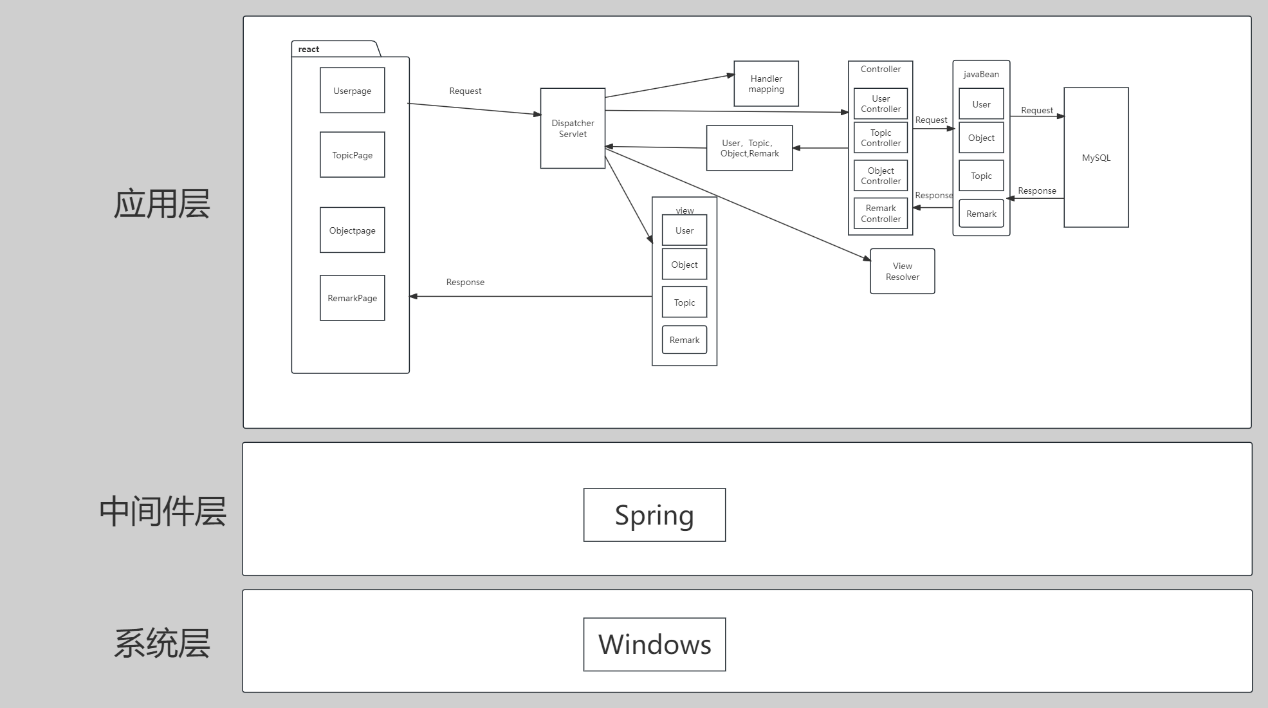 应用层
react
Userpage
TopicPage
Objectpage
RemarkPage
Request
Response
Dispatcher
Servlet
Handler
mapping
User，Topic，
Object,Remark
view
User
Object
Topic
Remark
Controller
User
Controller
Topic
Controller
Object
Controller
Remark
Controller
View
Resolver
Request
Response
javaBean
User
Object
Topic
Remark
Request
Response
MySQL
中间件层
Spring
系统层
Windows